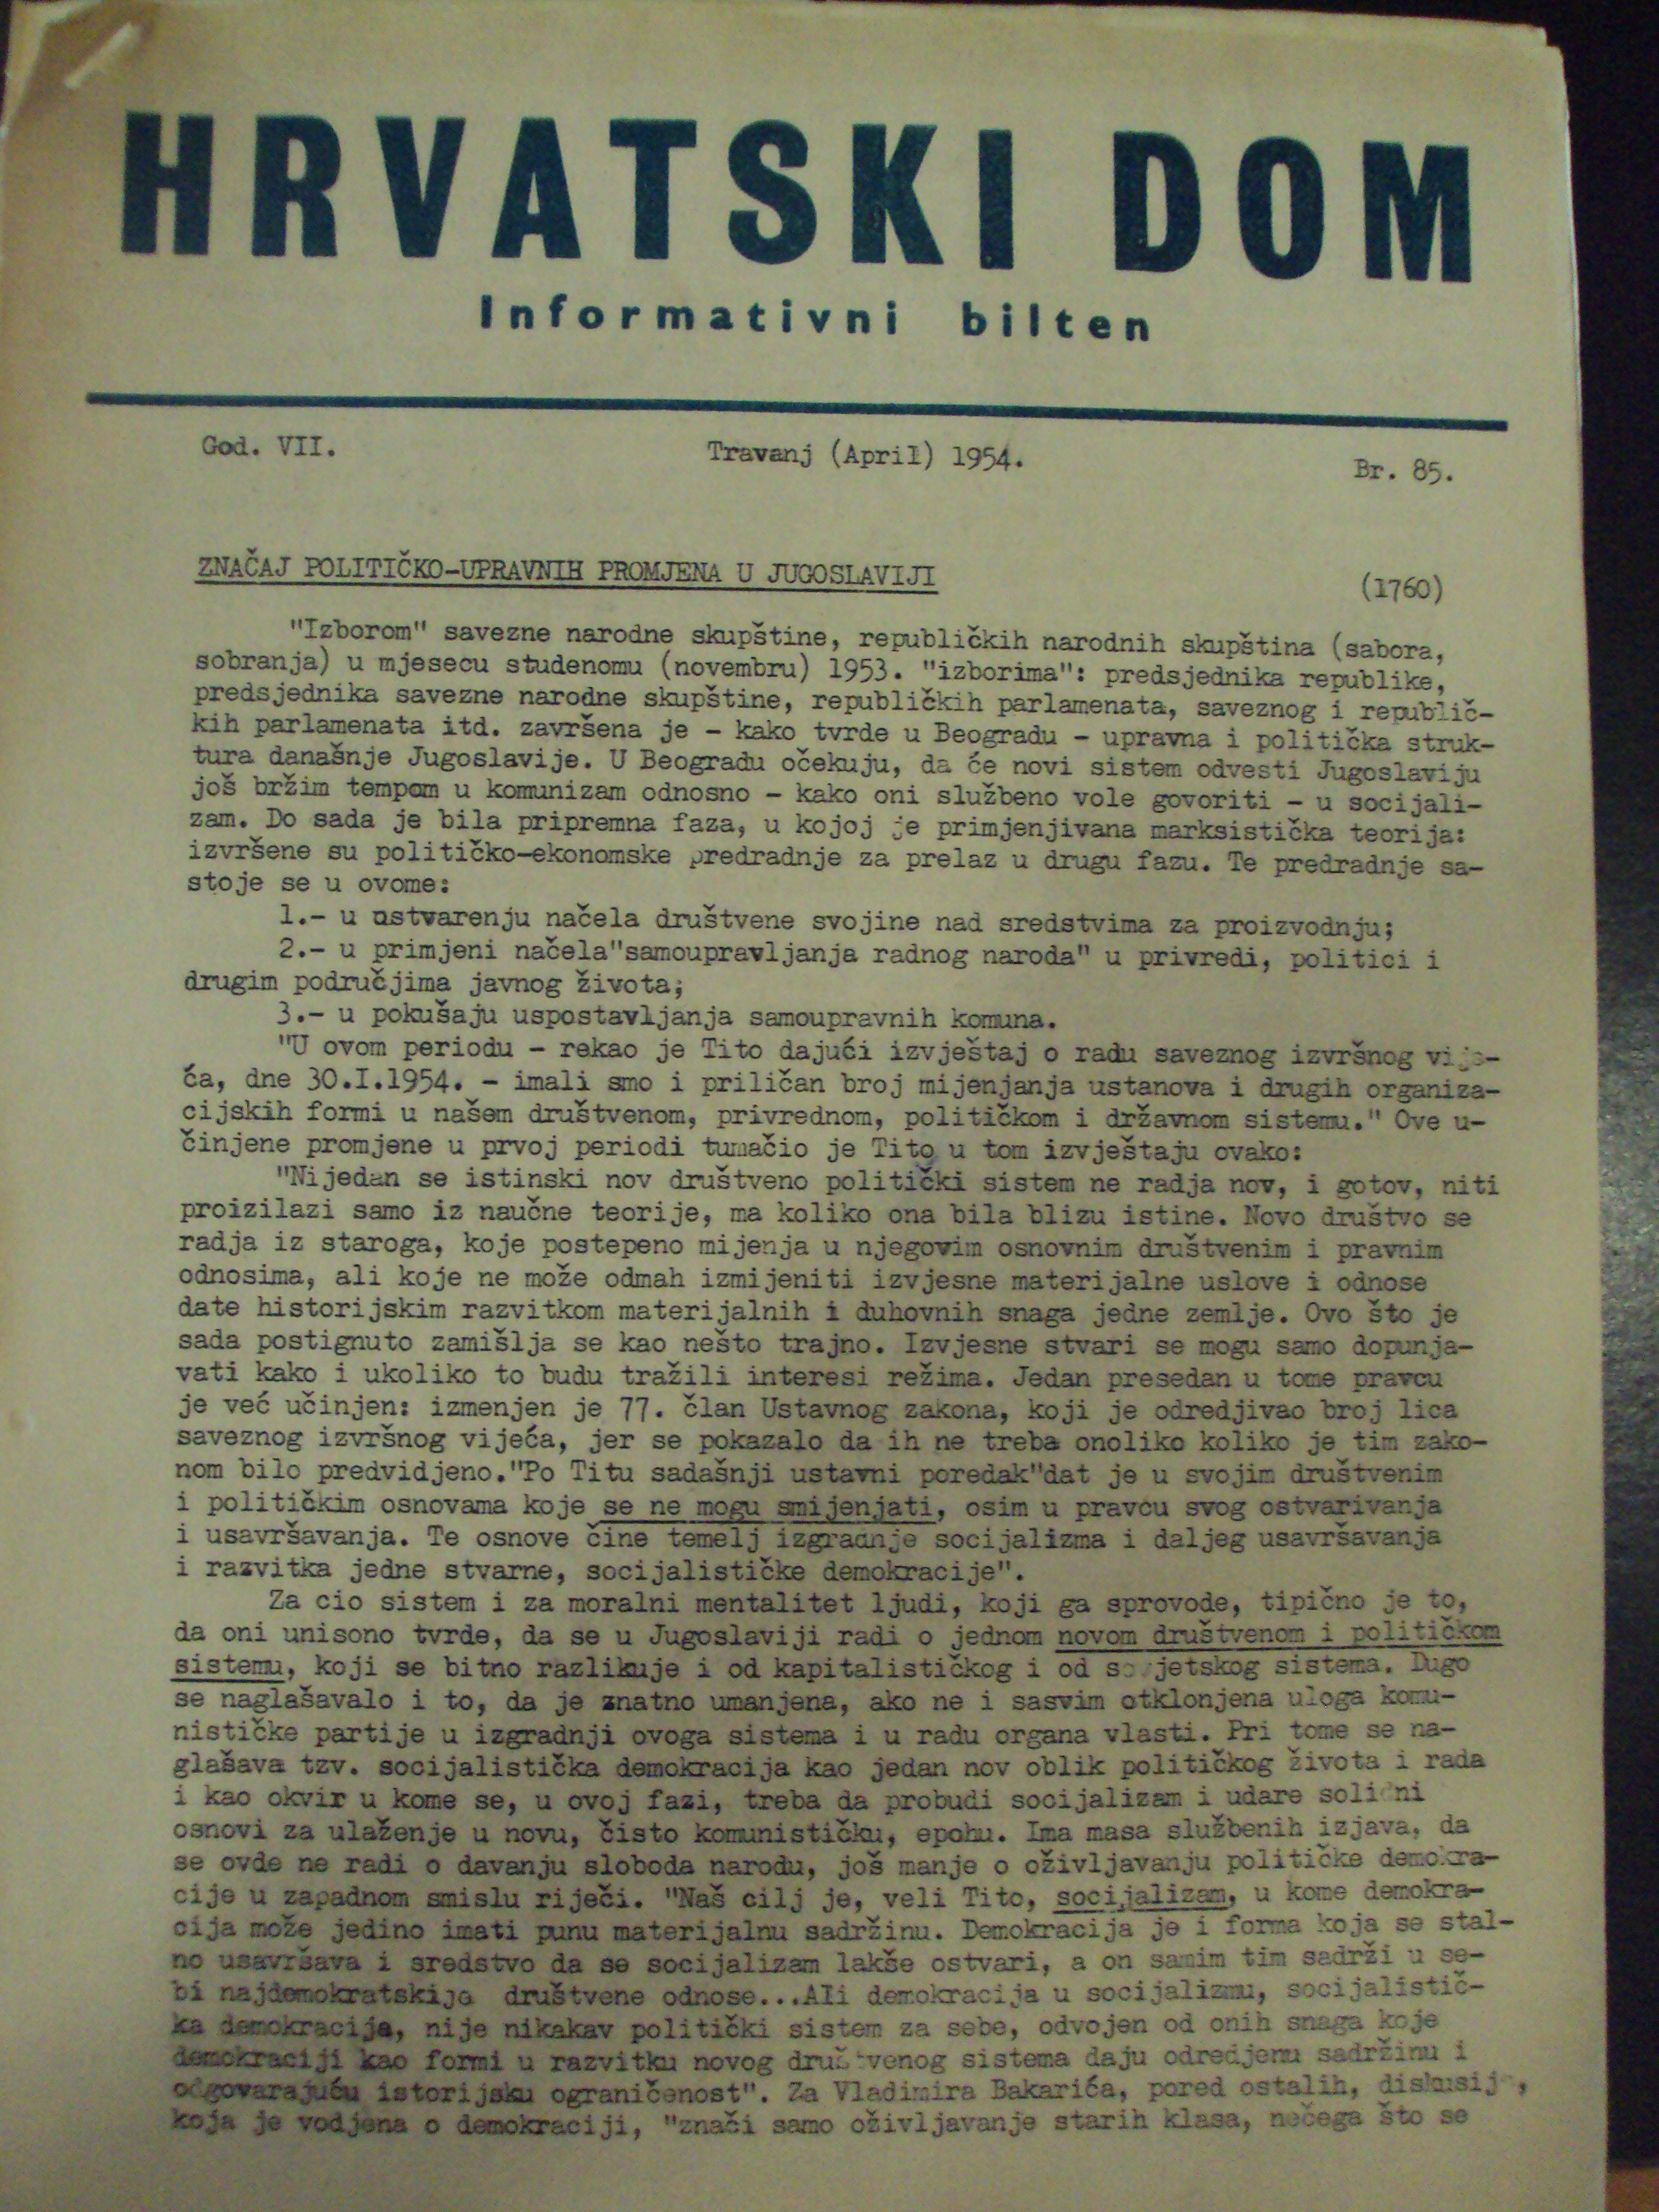 HRVATSKI DOM
Informativni bilten
God. VII.
Travanj (April) 1954.
Br. 85.
ZNAČAJ POLITIČKO-UPRAVNIH PROMJENA U JUGOSLAVIJI
(1760)
"Izborom" savezne narodne skupštine, republičkih narodnih skupština (sabora,
sobranja) u mjesecu studenomu (novembru) 1953. "izborima": predsjednika republike,
predsjednika savezne narodne skupštine, republičkih parlamenata, saveznog i republič-
kih parlamenata itd. završena je - kako tvrde u Beogradu - upravna i politička struk-
tura današnje Jugoslavije. U Beogradu očekuju, da će novi sistem odvesti Jugoslaviju
još bržim tempom u komunizam odnosno - kako oni službeno vole govoriti - u socijali-
zam. Do sada je bila pripremna faza, u kojoj je primjenjivana marksistička teorija:
izvršene su političko-ekonomske predradnje za prelaz u drugu fazu. Te predradnje sa-
stoje se u ovome:
1.- u ustvarenju načela društvene svojine nad sredstvima za proizvodnju;
2.- u primjeni načela"samoupravljanja radnog naroda" u privredi, politici i
drugim područjima javnog života;
3.- u pokušaju uspostavljanja samoupravnih komuna.
"U ovom periodu - rekao je Tito dajući izvještaj o radu saveznog izvršnog vije-
ća, dne 30.I.1954. - imali smo i priličan broj mijenjanja ustanova i drugih organiza-
cijskih formi u našem društvenom, privrednom, političkom i državnom sistemu." Ove u-
činjene promjene u prvoj periodi tumačio je Tito u tom izvještaju ovako:
"Nijedan se istinski nov društveno politički sistem ne radja nov, i gotov, niti
proizilazi samo iz naučne teorije, ma koliko ona bila blizu istine. Novo društvo se
radja iz staroga, koje postepeno mijenja u njegovim osnovnim društvenim i pravnim
odnosima, ali koje ne može odmah izmijeniti izvjesne materijalne uslove i odnose
date historijskim razvitkom materijalnih i duhovnih snaga jedne zemlje. Ovo što je
sada postignuto zamišlja se kao nešto trajno. Izvjesne stvari se mogu samo dopunja-
vati kako i ukoliko to budu tražili interesi režima. Jedan presedan u tome pravcu
je već učinjen: izmenjen je 77. član Ustavnog zakona, koji je odredjivao broj lica
saveznog izvršnog vijeća, jer se pokazalo da ih ne treba onoliko koliko je tim zako-
nom bilo predvidjeno."Po Titu sadašnji ustavni poredak"dat je u svojim društvenim
i političkim osnovama koje se ne mogu smijenjati, osim u pravcu svog ostvarivanja
i usavršavanja. Te osnove čine temelj izgradnje socijalizma i daljeg usavršavanja
i razvitka jedne stvarne, socijalističke demokracije".
Za cio sistem i za moralni mentalitet ljudi, koji ga sprovode, tipično je to,
da oni unisono tvrde, da se u Jugoslaviji radi o jednom novom društvenom i političkom
sistemu, koji se bitno razlikuje i od kapitalističkog i od sovjetskog sistema. Dugo
se naglašavalo i to, da je znatno umanjena, ako ne i sasvim otklonjena uloga komu-
nističke partije u izgradnji ovoga sistema i u radu organa vlasti. Pri tome se na-
glašava tzv. socijalistička demokracija kao jedan nov oblik političkog života i rada
i kao okvir u kome se, u ovoj fazi, treba da probudi socijalizam i udare solidni
osnovi za ulaženje u novu, čisto komunističku, epohu. Ima masa službenih izjava, da
se ovde ne radi o davanju sloboda narodu, još manje o oživljavanju političke demokra-
cije u zapadnom smislu riječi. "Naš cilj je, veli Tito, socijalizam, u kome demokra-
cija može jedino imati punu materijalnu sadržinu. Demokracija je i forma koja se stal-
no usavršava i sredstvo da se socijalizam lakše ostvari, a on samim tim sadrži u se-
bi najdemokratskije društvene odnose...Ali demokracija u socijalizmu, socijalistič-
ka demokracija, nije nikakav politički sistem za sebe, odvojen od onih snaga koje
demokraciji kao formi u razvitku novog društvenog sistema daju odredjenu sadržinu i
odgovarajuću istorijsku ograničenost". Za Vladimira Bakarića, pored ostalih,
koja je vodjena o demokraciji, "znači samo oživljavanje starih klasa, nečega što se